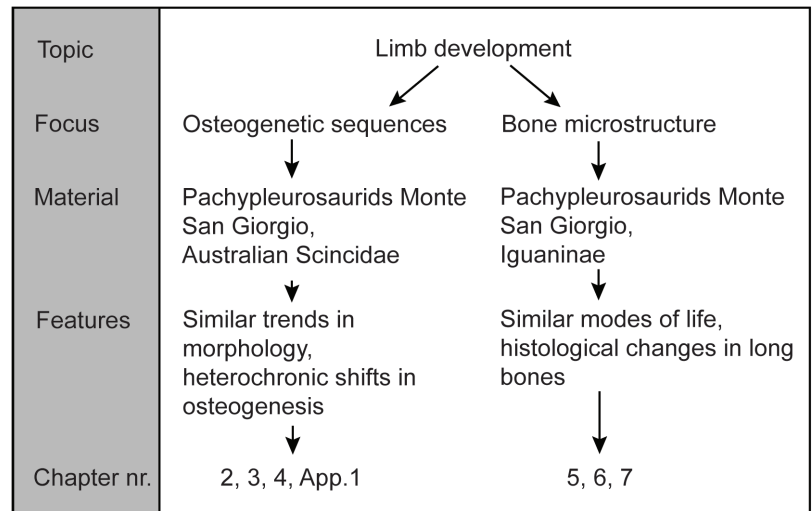 Topic
Limb development
Focus
Osteogenetic sequences
Bone microstructure
Material
Pachypleurosaurids Monte
San Giorgio,
Australian Scincidae
Pachypleurosaurids Monte
San Giorgio,
Iguaninae
Features
Similar trends in
morphology,
heterochronic shifts in
osteogenesis
Similar modes of life,
histological changes in long
bones
Chapter nr.
2, 3, 4, App.1
5, 6, 7